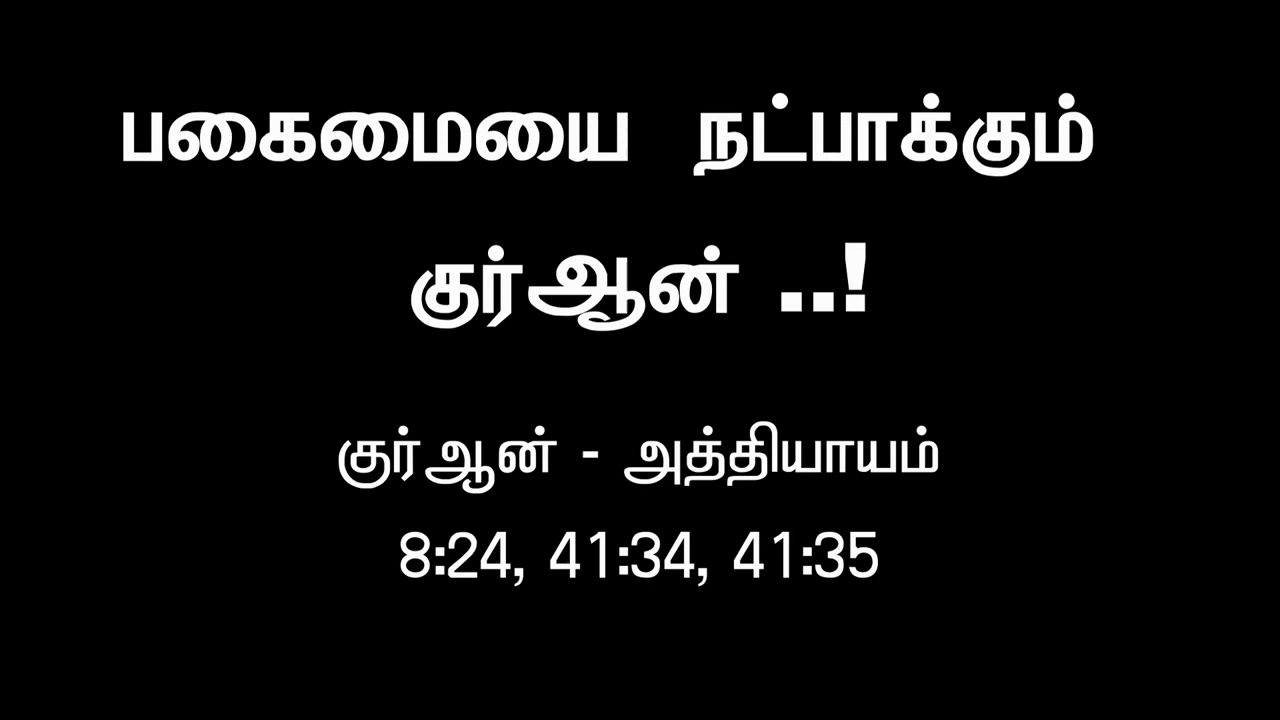 பகைமையை நட்பாக்கும்
குர்ஆன் ..!
குர்ஆன் - அத்தியாயம்
8:24, 41:34, 41:35